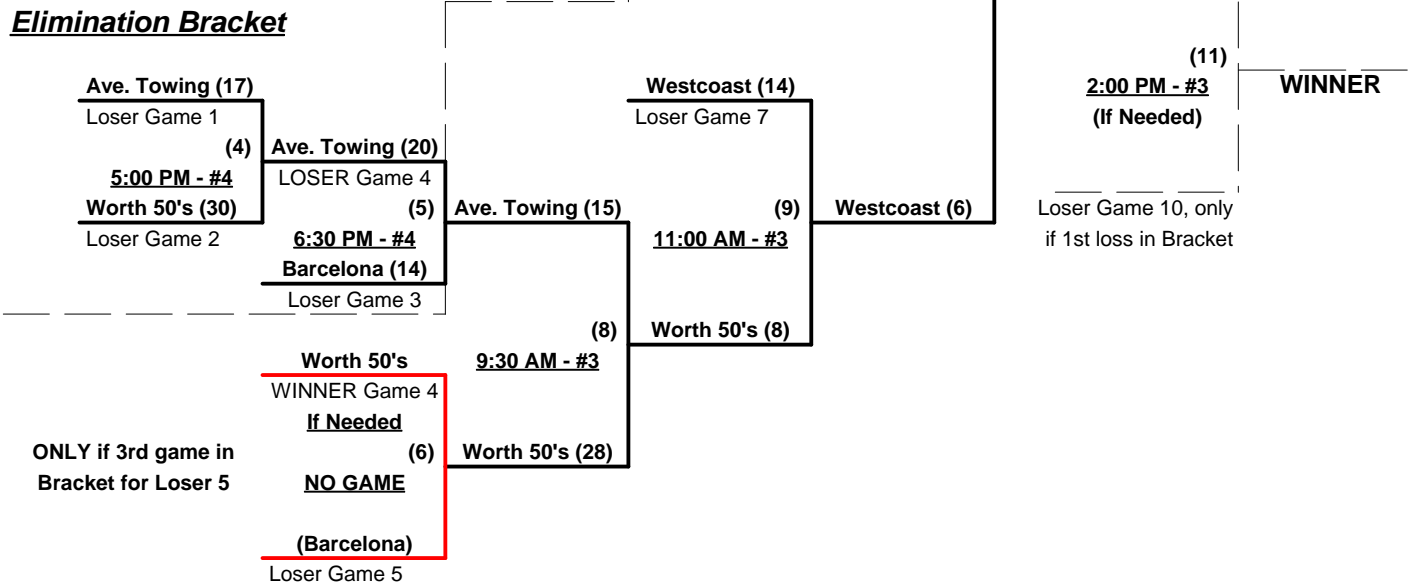 Elimination Bracket
Ave. Towing (17)
Loser Game 1
(4)
5:00 PM - #4
Worth 50's (30)
Loser Game 2
Ave. Towing (20)
LOSER Game 4
(5)
6:30 PM - #4
Barcelona (14)
Loser Game 3
Ave. Towing (15)
(8)
9:30 AM - #3
Worth 50's
WINNER Game 4
If Needed
(6)
NO GAME
(Barcelona)
Loser Game 5
ONLY if 3rd game in
Bracket for Loser 5
Worth 50's (28)
Westcoast (14)
Loser Game 7
(9)
11:00 AM - #3
Worth 50's (8)
Westcoast (6)
(11)
2:00 PM - #3
(If Needed)
Loser Game 10, only
if 1st loss in Bracket
WINNER